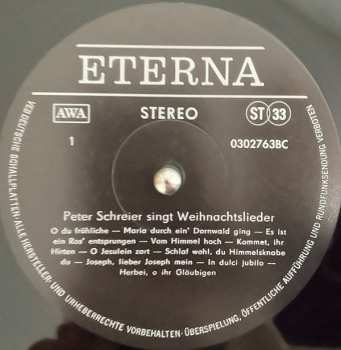 ETERNA
AWA
STEREO
ST 33
1
0302763BC
Peter Schreier singt Weihnachtslieder
O du fröhliche — Maria durch ein' Dornwald ging — Es ist
ein Ros' entsprungen — Vom Himmel hoch — Kommet, ihr
Hirten — O Jesulein zart — Schlaf wohl, du Himmelsknabe
du — Joseph, lieber Joseph mein — In dulci jubilo —
Herbei, o ihr Gläubigen
VEB DEUTSCHE SCHALLPLATTEN · ALLE HERSTELLER- UND URHEBERRECHTE VORBEHALTEN · ÜBERSPIELUNG, ÖFFENTLICHE AUFFÜHRUNG UND RUNDFUNKSENDUNG VERBOTEN